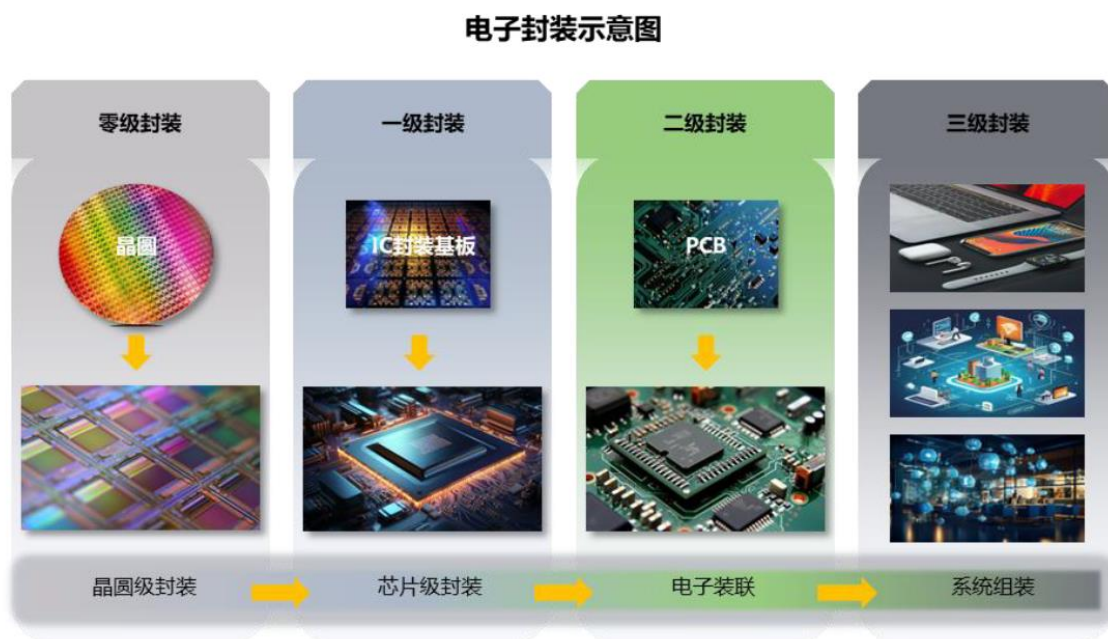 电子封装示意图
零级封装
一级封装
二级封装
三级封装
晶圆
IC封装基板
PCB
晶圆级封装
芯片级封装
电子装联
系统组装